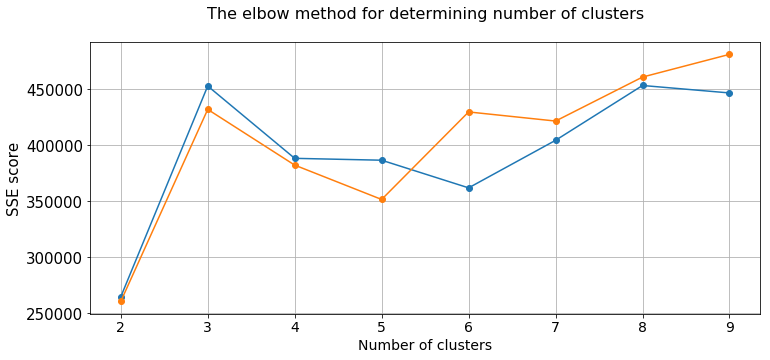 The elbow method for determining number of clusters
SSE score
450000
400000
350000
300000
250000
2 3 4 5 6 7 8 9
Number of clusters